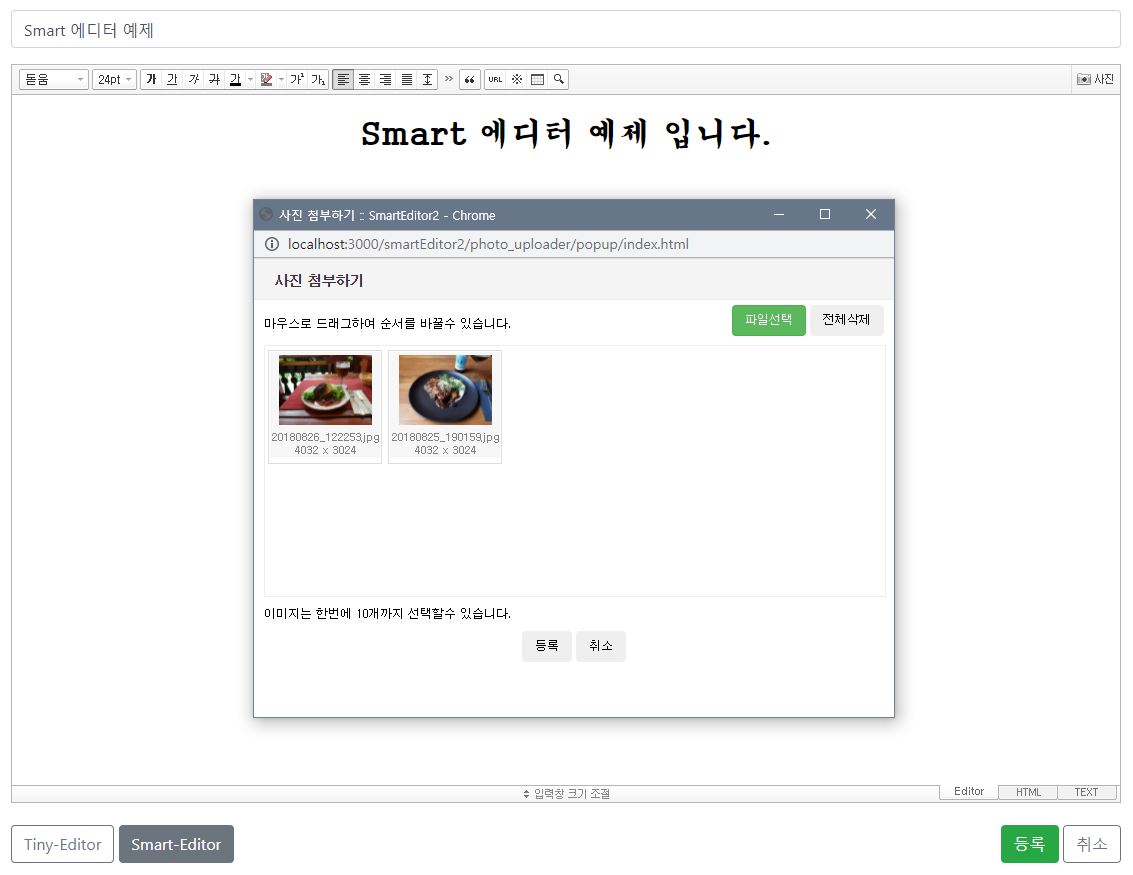 Smart 에디터 예제
돋움 24pt 가 가 가 가 가 가¹ 가₁ » “ URL ※ 사진
Smart 에디터 예제 입니다.
사진 첨부하기 :: SmartEditor2 - Chrome
localhost:3000/smartEditor2/photo_uploader/popup/index.html
사진 첨부하기
마우스로 드래그하여 순서를 바꿀수 있습니다. 파일선택 전체삭제
20180826_122253.jpg 20180825_190159.jpg
4032 x 3024 4032 x 3024
이미지는 한번에 10개까지 선택할수 있습니다.
등록 취소
입력창 크기 조절 Editor HTML TEXT
Tiny-Editor Smart-Editor 등록 취소